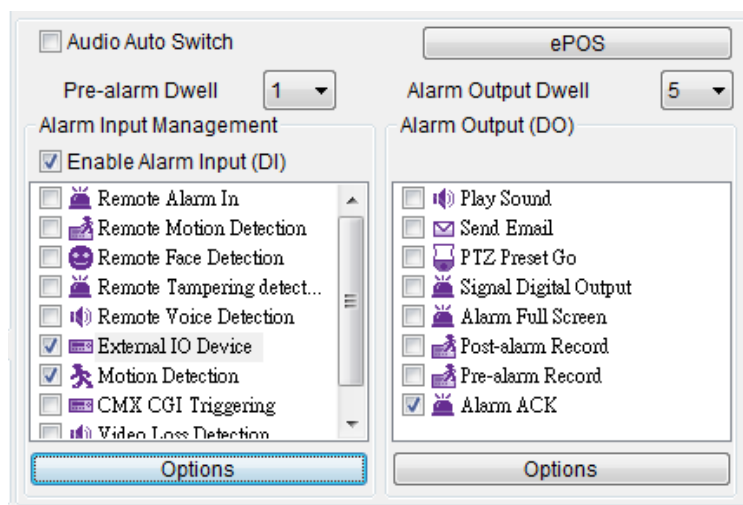 Audio Auto Switch
ePOS
Pre-alarm Dwell
1
Alarm Output Dwell
5
Alarm Input Management
Enable Alarm Input (DI)
Remote Alarm In
Remote Motion Detection
Remote Face Detection
Remote Tampering detect...
Remote Voice Detection
External IO Device
Motion Detection
CMX CGI Triggering
Video Loss Detection
Options
Alarm Output (DO)
Play Sound
Send Email
PTZ Preset Go
Signal Digital Output
Alarm Full Screen
Post-alarm Record
Pre-alarm Record
Alarm ACK
Options